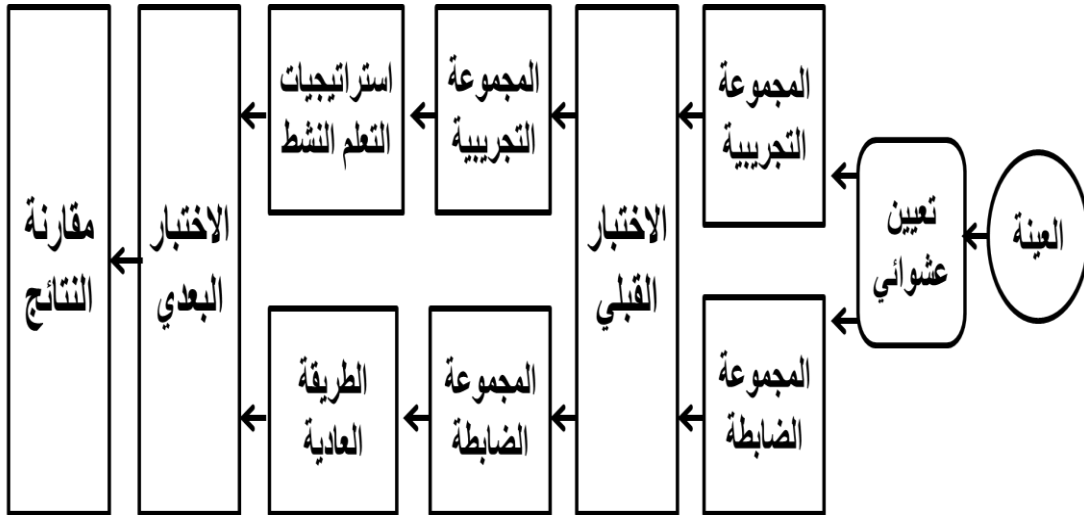 العينة
تعيين
عشوائي
المجموعة
التجريبية
المجموعة
الضابطة
الاختبار
القبلي
المجموعة
التجريبية
المجموعة
الضابطة
استراتيجيات
التعلم النشط
الطريقة
العادية
الاختبار
البعدي
مقارنة
النتائج